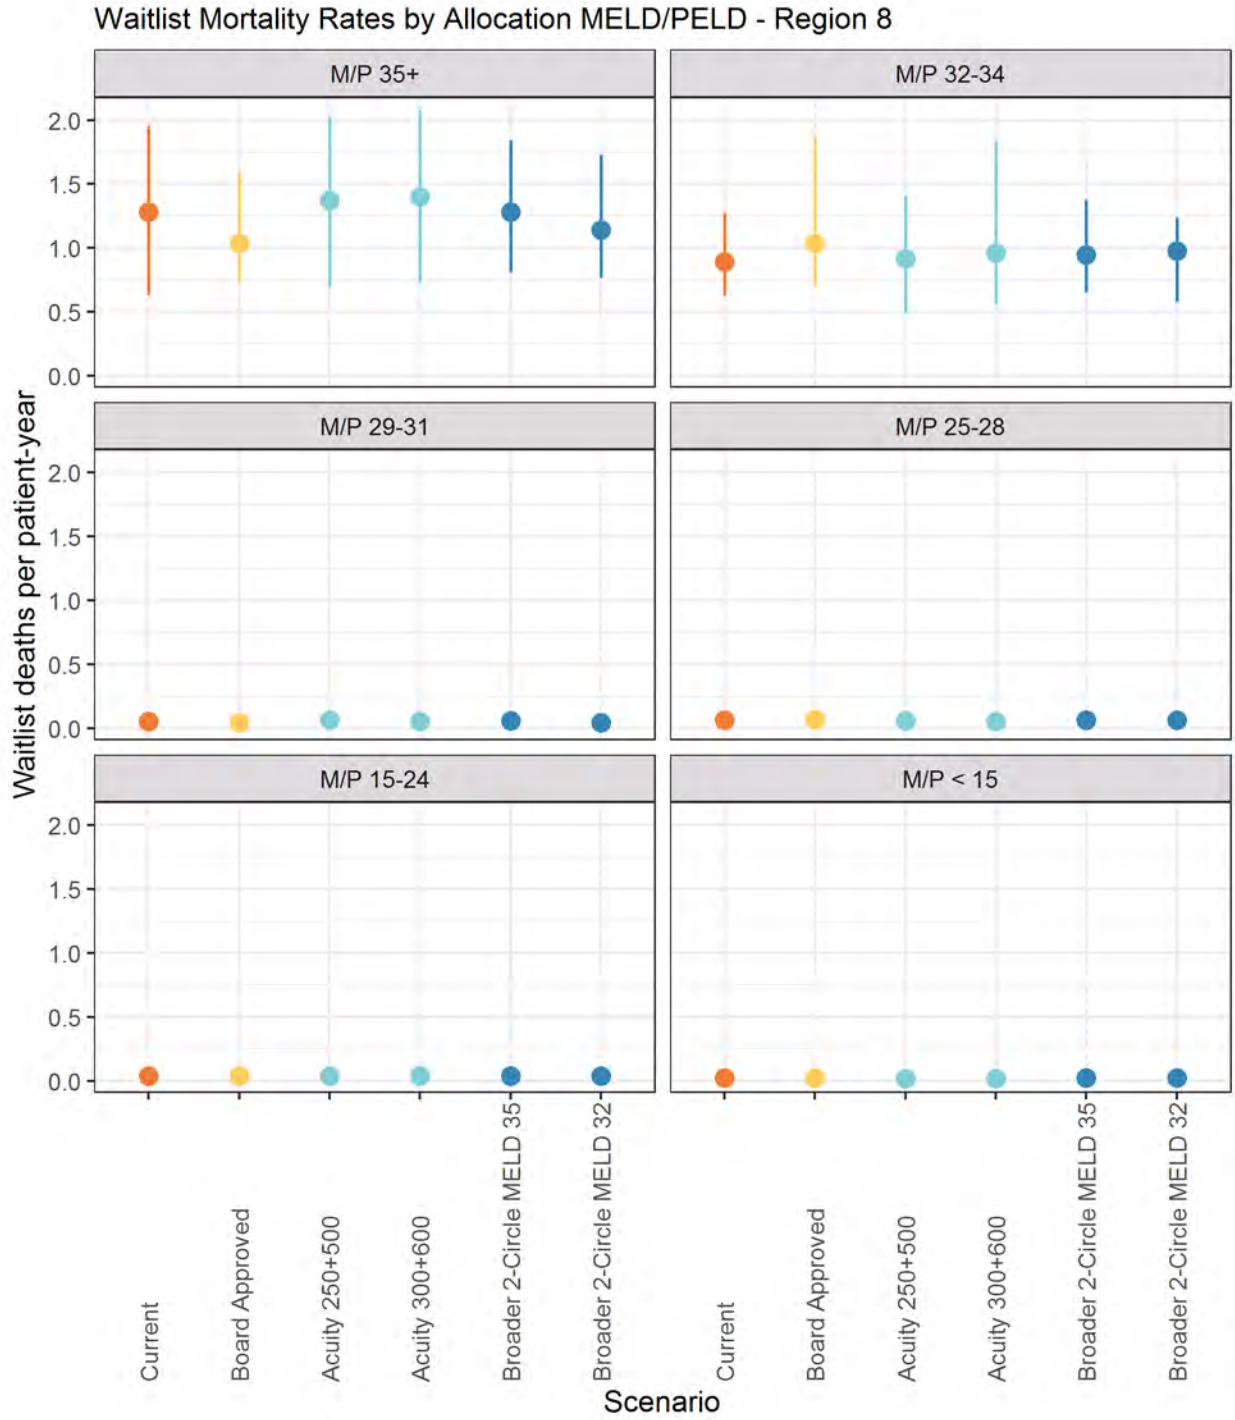 Waitlist Mortality Rates by Allocation MELD/PELD - Region 8
M/P 35+
M/P 32-34
2.0
1.5
1.0
0.5
0.0
M/P 29-31
M/P 25-28
2.0
1.5
1.0
0.5
0.0
M/P 15-24
M/P < 15
2.0
1.5
1.0
0.5
0.0
Waitlist deaths per patient-year
Current
Board Approved
Acuity 250+500
Acuity 300+600
Broader 2-Circle MELD 35
Broader 2-Circle MELD 32
Current
Board Approved
Acuity 250+500
Acuity 300+600
Broader 2-Circle MELD 35
Broader 2-Circle MELD 32
Scenario